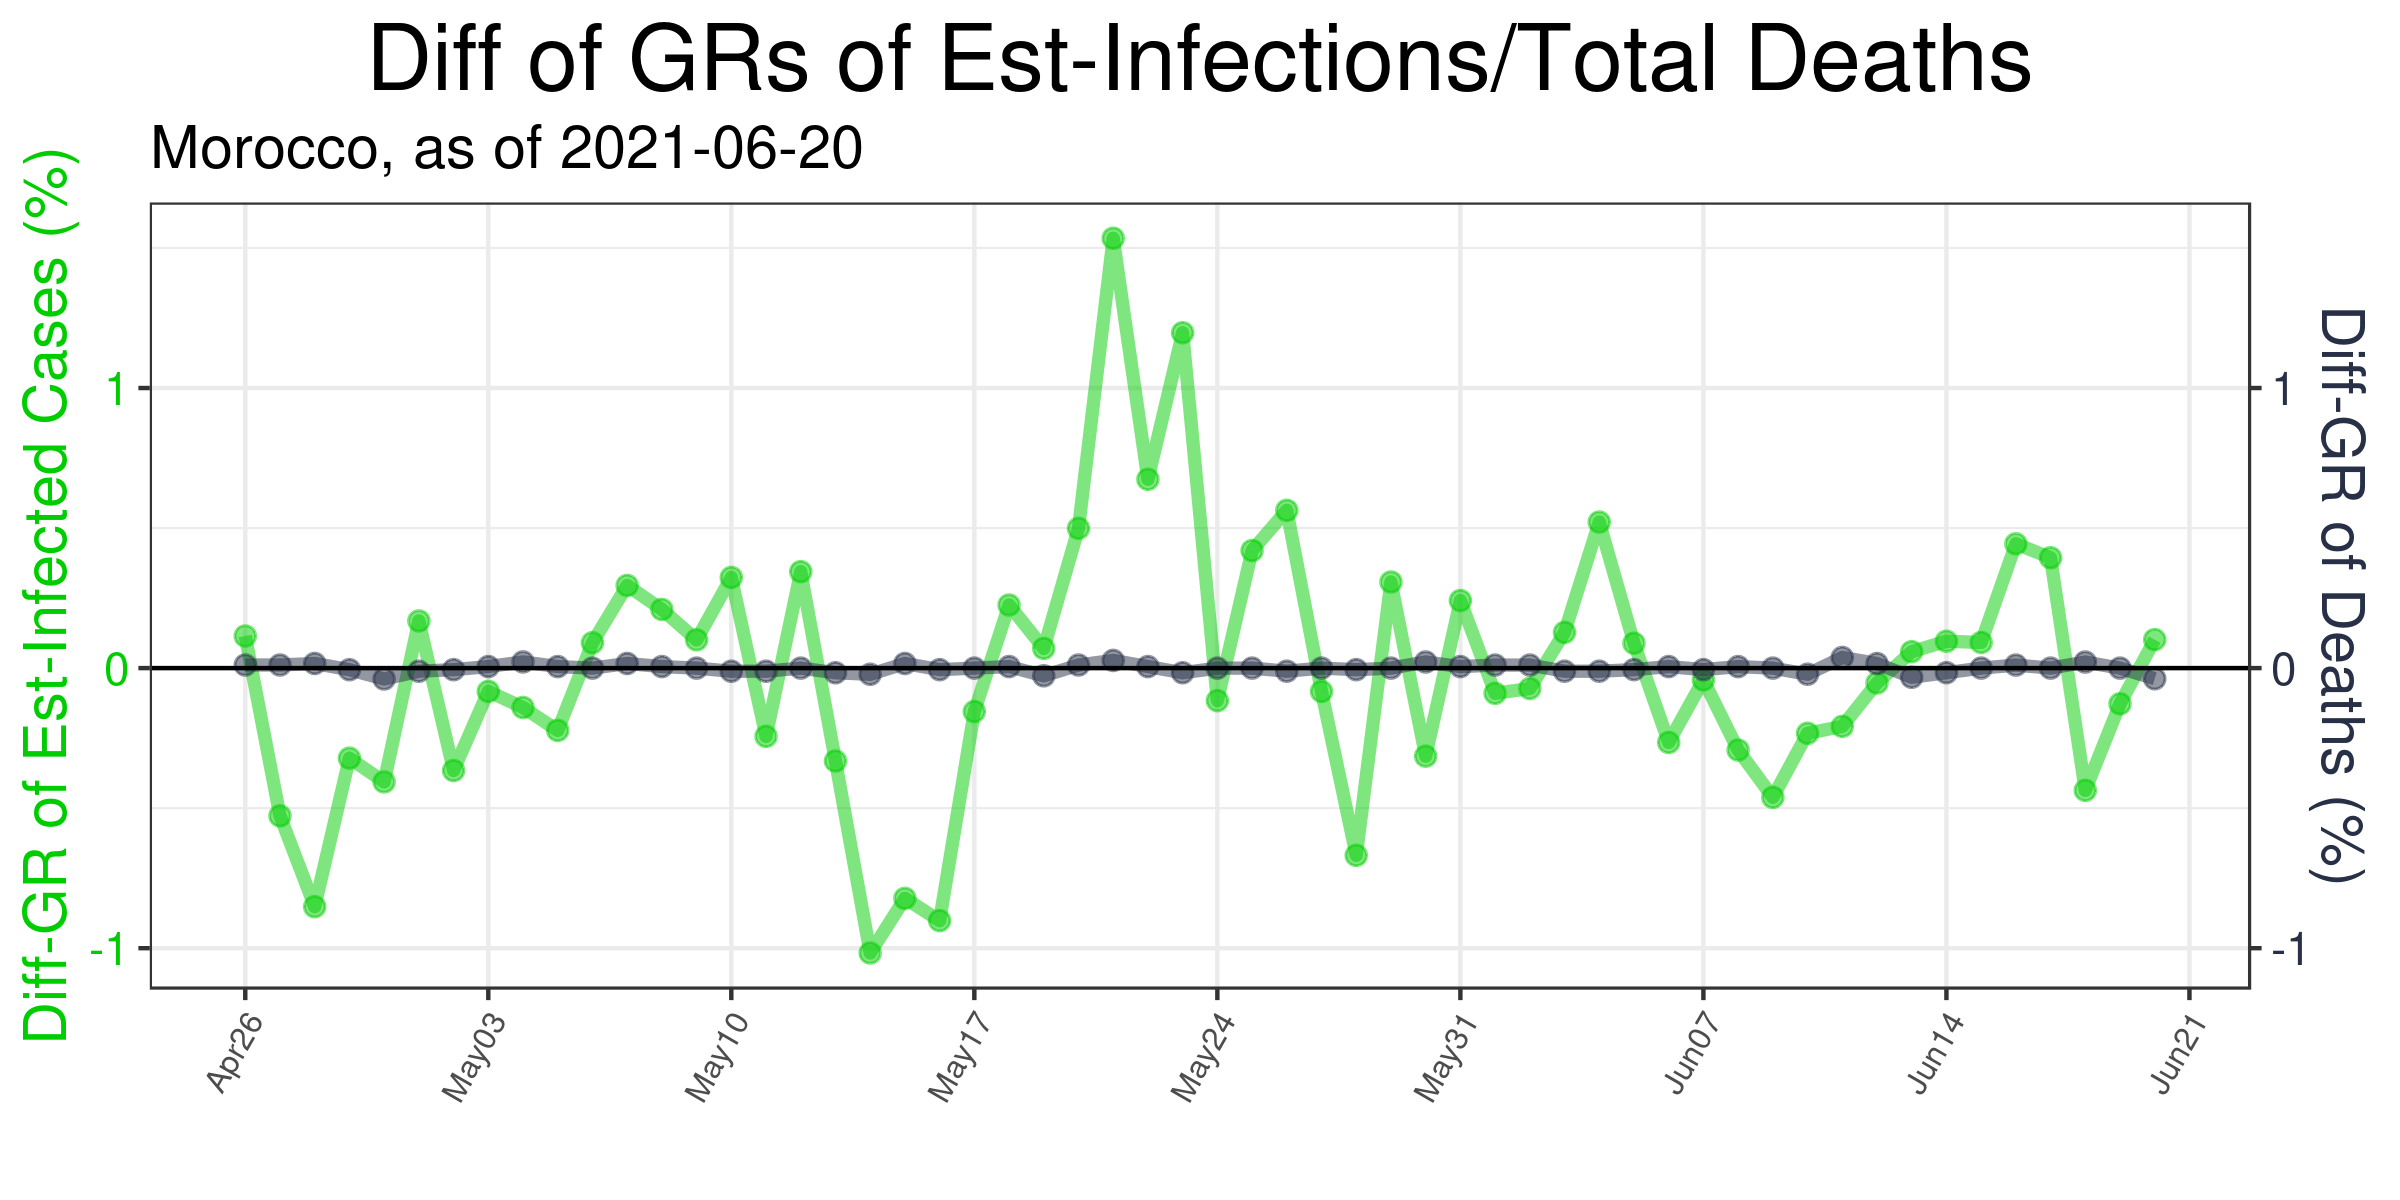 Diff of GRs of Est-Infections/Total Deaths
Morocco, as of 2021-06-20
Diff-GR of Est-Infected Cases (%)
1
0
-1
1
0
-1
Diff-GR of Deaths (%)
Apr26
May03
May10
May17
May24
May31
Jun07
Jun14
Jun21